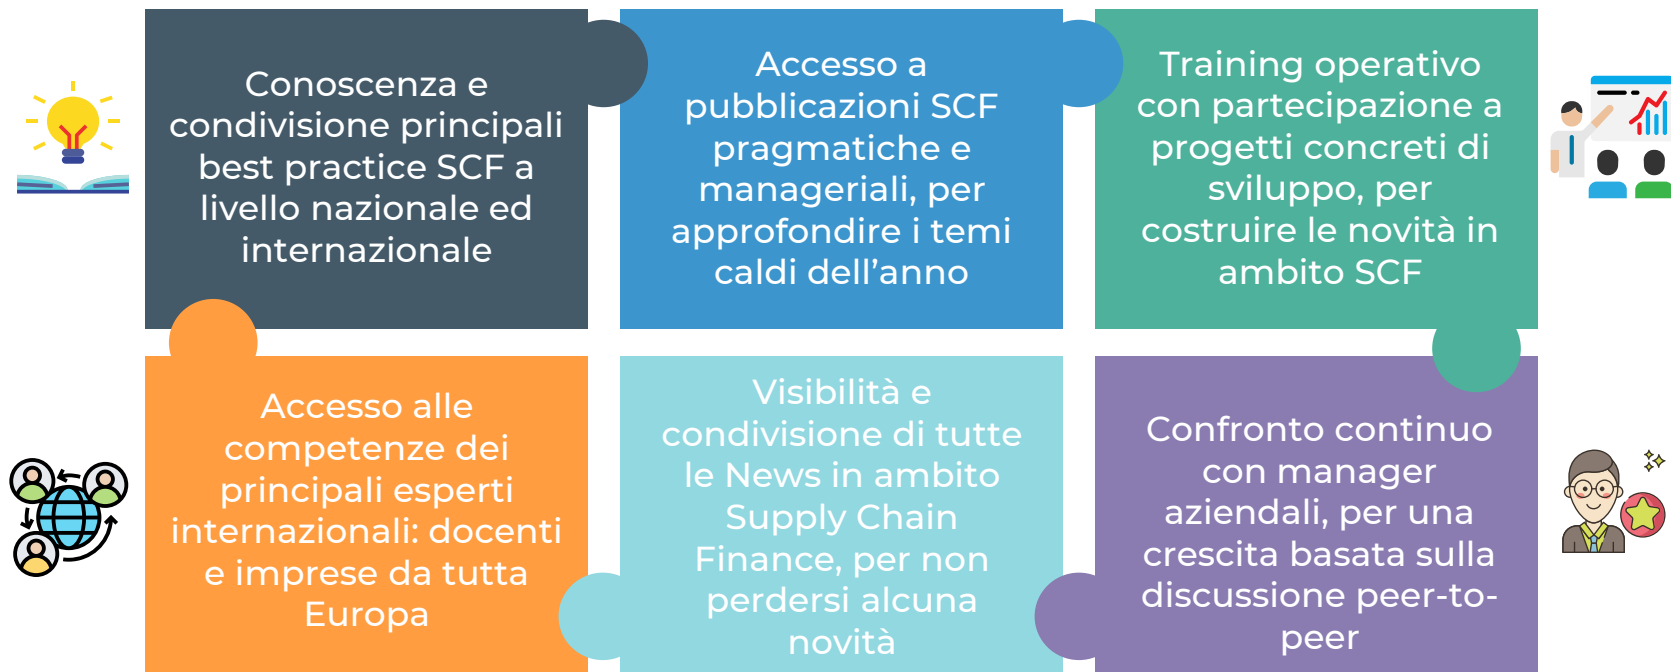 Conoscenza e
condivisione principali
best practice SCF a
livello nazionale ed
internazionale
Accesso a
pubblicazioni SCF
pragmatiche e
manageriali, per
approfondire i temi
caldi dell’anno
Training operativo
con partecipazione a
progetti concreti di
sviluppo, per
costruire le novità in
ambito SCF
Accesso alle
competenze dei
principali esperti
internazionali: docenti
e imprese da tutta
Europa
Visibilità e
condivisione di tutte
le News in ambito
Supply Chain
Finance, per non
perdersi alcuna
novità
Confronto continuo
con manager
aziendali, per una
crescita basata sulla
discussione peer-to-
peer